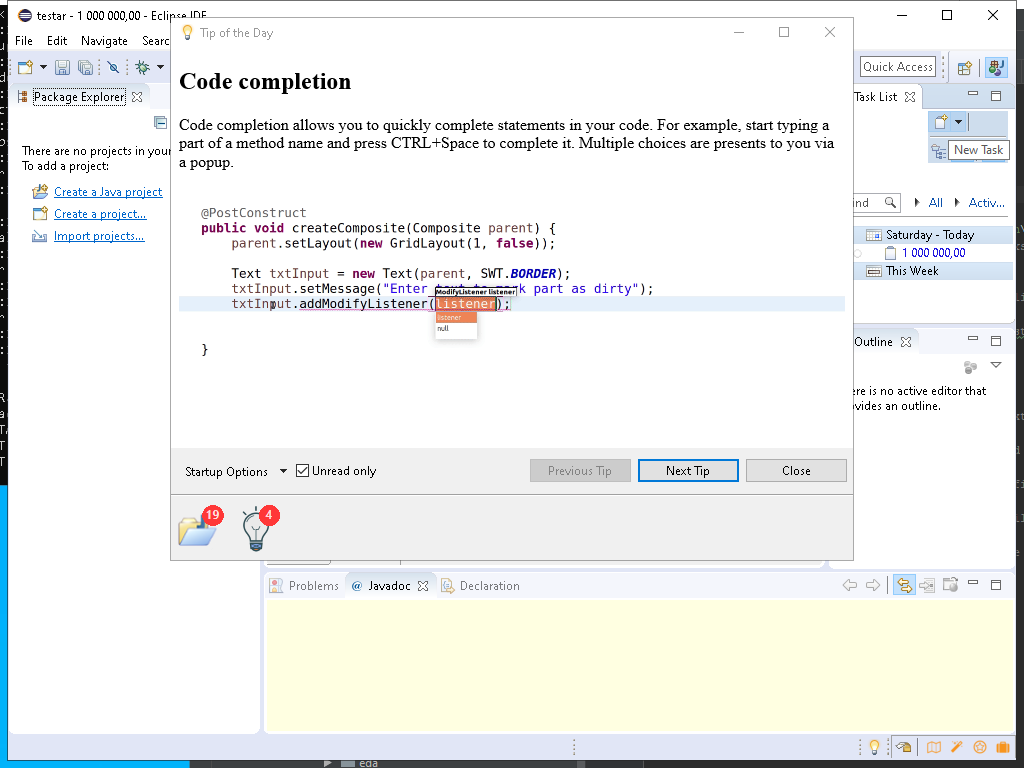 testar - 1 000 000,00 - Eclipse IDE
File Edit Navigate Searc
Tip of the Day
Code completion
Code completion allows you to quickly complete statements in your code. For example, start typing a
part of a method name and press CTRL+Space to complete it. Multiple choices are presents to you via
a popup.
@PostConstruct
public void createComposite(Composite parent) {
parent.setLayout(new GridLayout(1, false));
Text txtInput = new Text(parent, SWT.BORDER);
txtInput.setMessage("Enter text to mark part as dirty");
ModifyListener listener
txtInput.addModifyListener(listener);
listener
null
}
Startup Options
Unread only
Previous Tip
Next Tip
Close
19
4
Package Explorer
There are no projects in your
To add a project:
Create a Java project
Create a project...
Import projects...
Quick Access
Task List
New Task
ind
All
Activ...
Saturday - Today
1 000 000,00
This Week
Outline
ere is no active editor that
ovides an outline.
Problems
@ Javadoc
Declaration
eda